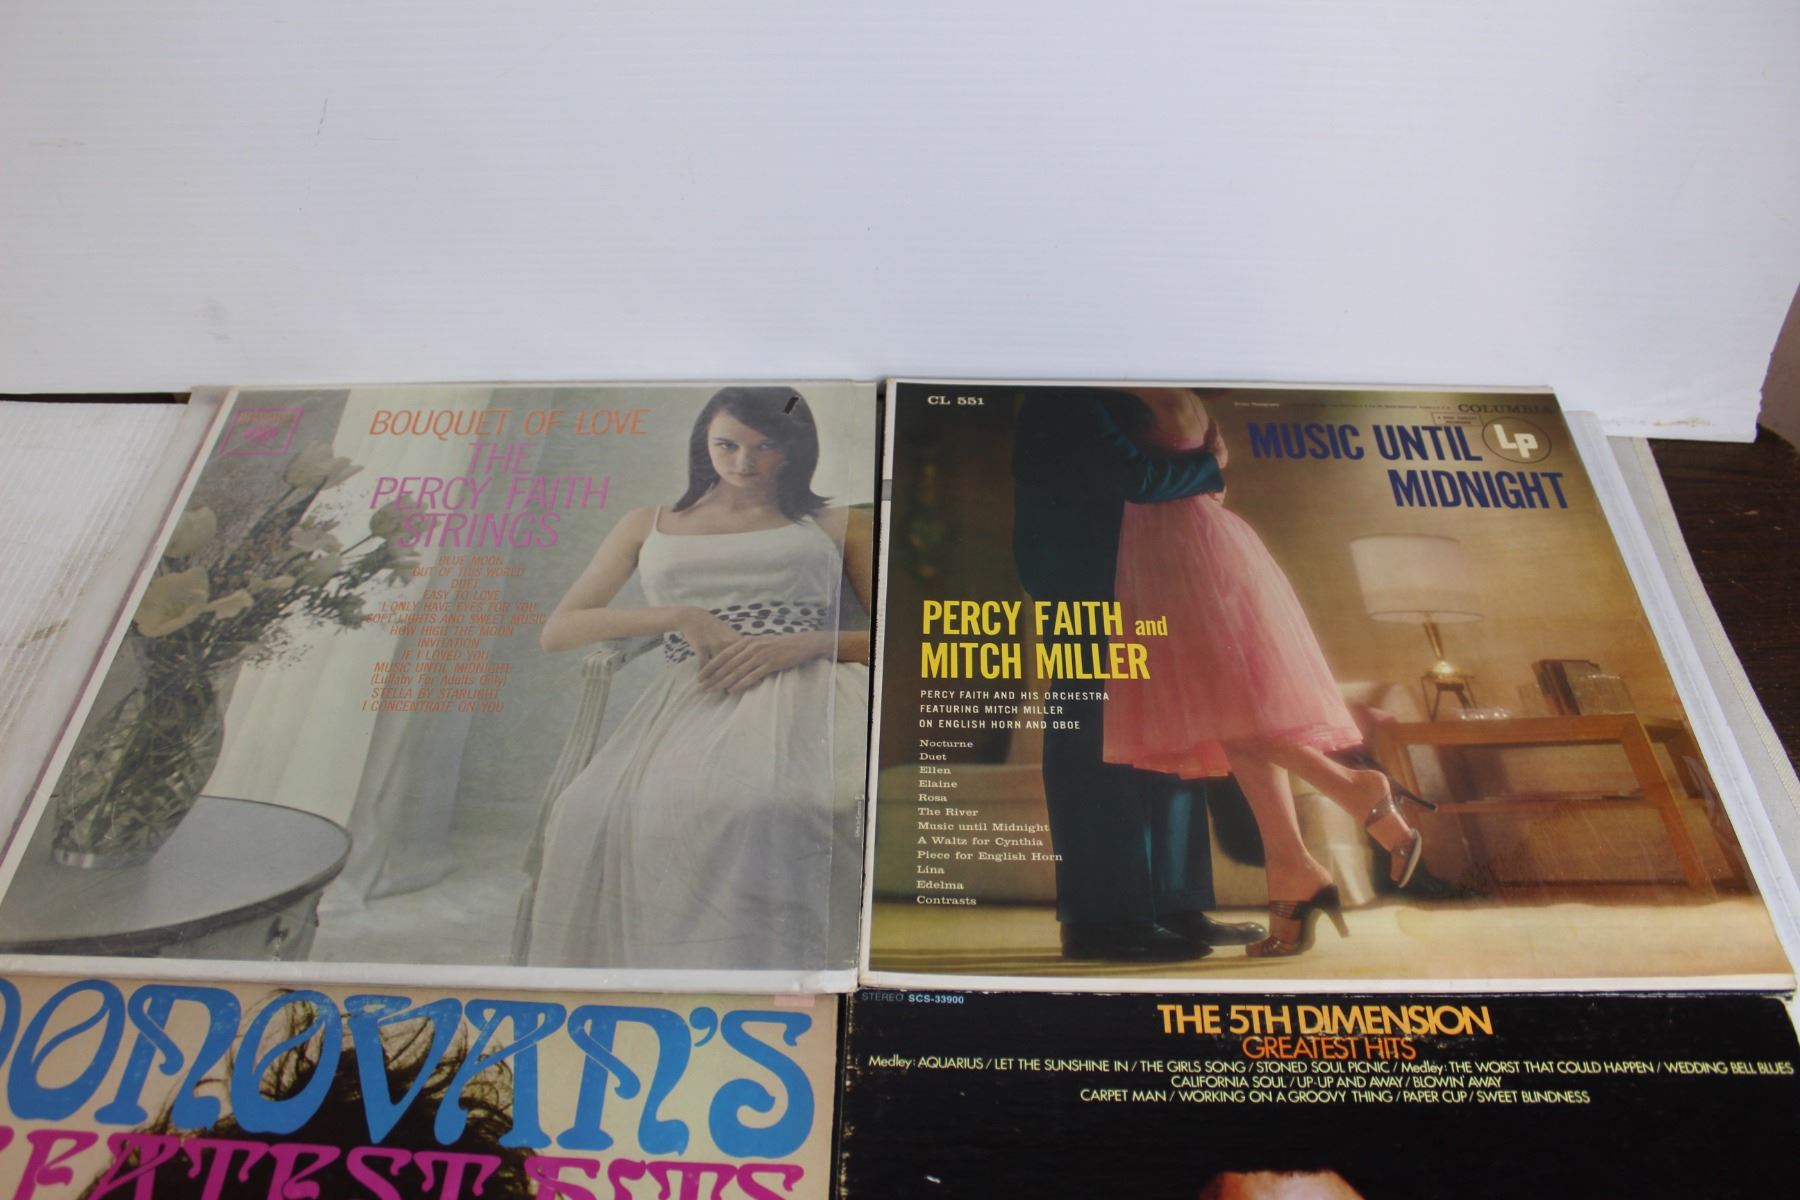 COLUMBIA
BOUQUET OF LOVE
THE
PERCY FAITH
STRINGS
BLUE MOON
OUT OF THIS WORLD
DUET
EASY TO LOVE
I ONLY HAVE EYES FOR YOU
SOFT LIGHTS AND SWEET MUSIC
HOW HIGH THE MOON
INVITATION
IF I LOVED YOU
MUSIC UNTIL MIDNIGHT
(Lullaby For Adults Only)
STELLA BY STARLIGHT
I CONCENTRATE ON YOU
CL 551
COLUMBIA
Lp
MUSIC UNTIL
MIDNIGHT
PERCY FAITH and
MITCH MILLER
PERCY FAITH AND HIS ORCHESTRA
FEATURING MITCH MILLER
ON ENGLISH HORN AND OBOE
Nocturne
Duet
Ellen
Elaine
Rosa
The River
Music until Midnight
A Waltz for Cynthia
Piece for English Horn
Lina
Edelma
Contrasts
DONOVAN'S
GREATEST HITS
STEREO SCS-33900
THE 5TH DIMENSION
GREATEST HITS
Medley: AQUARIUS / LET THE SUNSHINE IN / THE GIRLS SONG / STONED SOUL PICNIC / Medley: THE WORST THAT COULD HAPPEN / WEDDING BELL BLUES
CALIFORNIA SOUL / UP-UP AND AWAY / BLOWIN' AWAY
CARPET MAN / WORKING ON A GROOVY THING / PAPER CUP / SWEET BLINDNESS